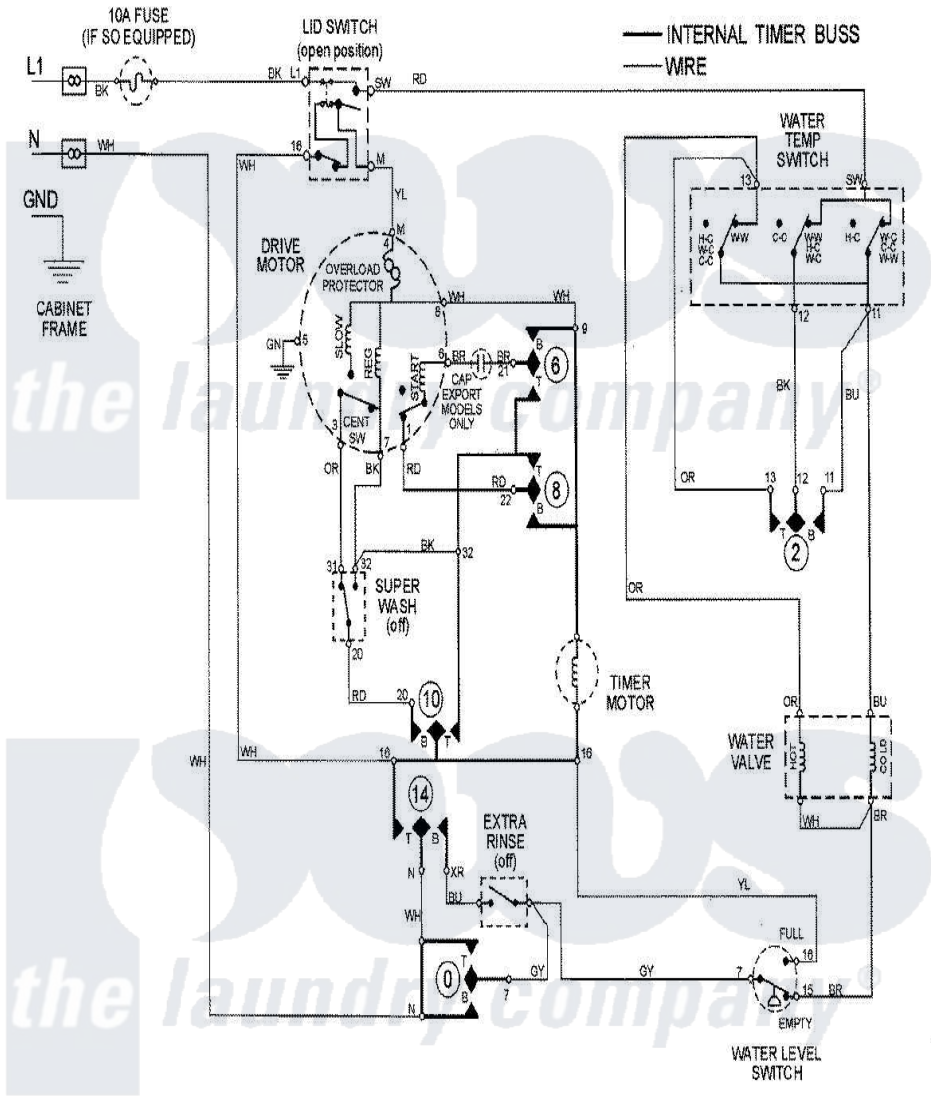 10A FUSE
(IF SO EQUIPPED)
LID SWITCH
(open position)
INTERNAL TIMER BUSS
WIRE
L1
BK
BK
L1
SW
RD
N
WH
16
WH
M
YL
WATER
TEMP
SWITCH
GND
CABINET
FRAME
13
SW
H-C
W-C
C-C
W-W
C-C
W-W
H-C
W-C
H-C
W-C
C-C
W-W
12
11
DRIVE
MOTOR
M
4
OVERLOAD
PROTECTOR
8
WH
WH
9
GN
5
SLOW
REG
START
6
BR
BR
21
B
T
6
CAP
EXPORT
MODELS
ONLY
3
CENT
SW
7
1
OR
BK
RD
RD
22
T
B
8
BK
BU
OR
13
12
11
T
B
2
BK
32
31
32
SUPER
WASH
(off)
20
RD
20
10
B
T
OR
TIMER
MOTOR
OR
BU
WATER
VALVE
HOT
COLD
WH
BR
WH
WH
16
16
14
T
B
N
XR
EXTRA
RINSE
(off)
BU
WH
YL
T
B
0
7
GY
GY
7
FULL
16
15
BR
EMPTY
N
WATER LEVEL
SWITCH
the laundry company®
the laundry company®